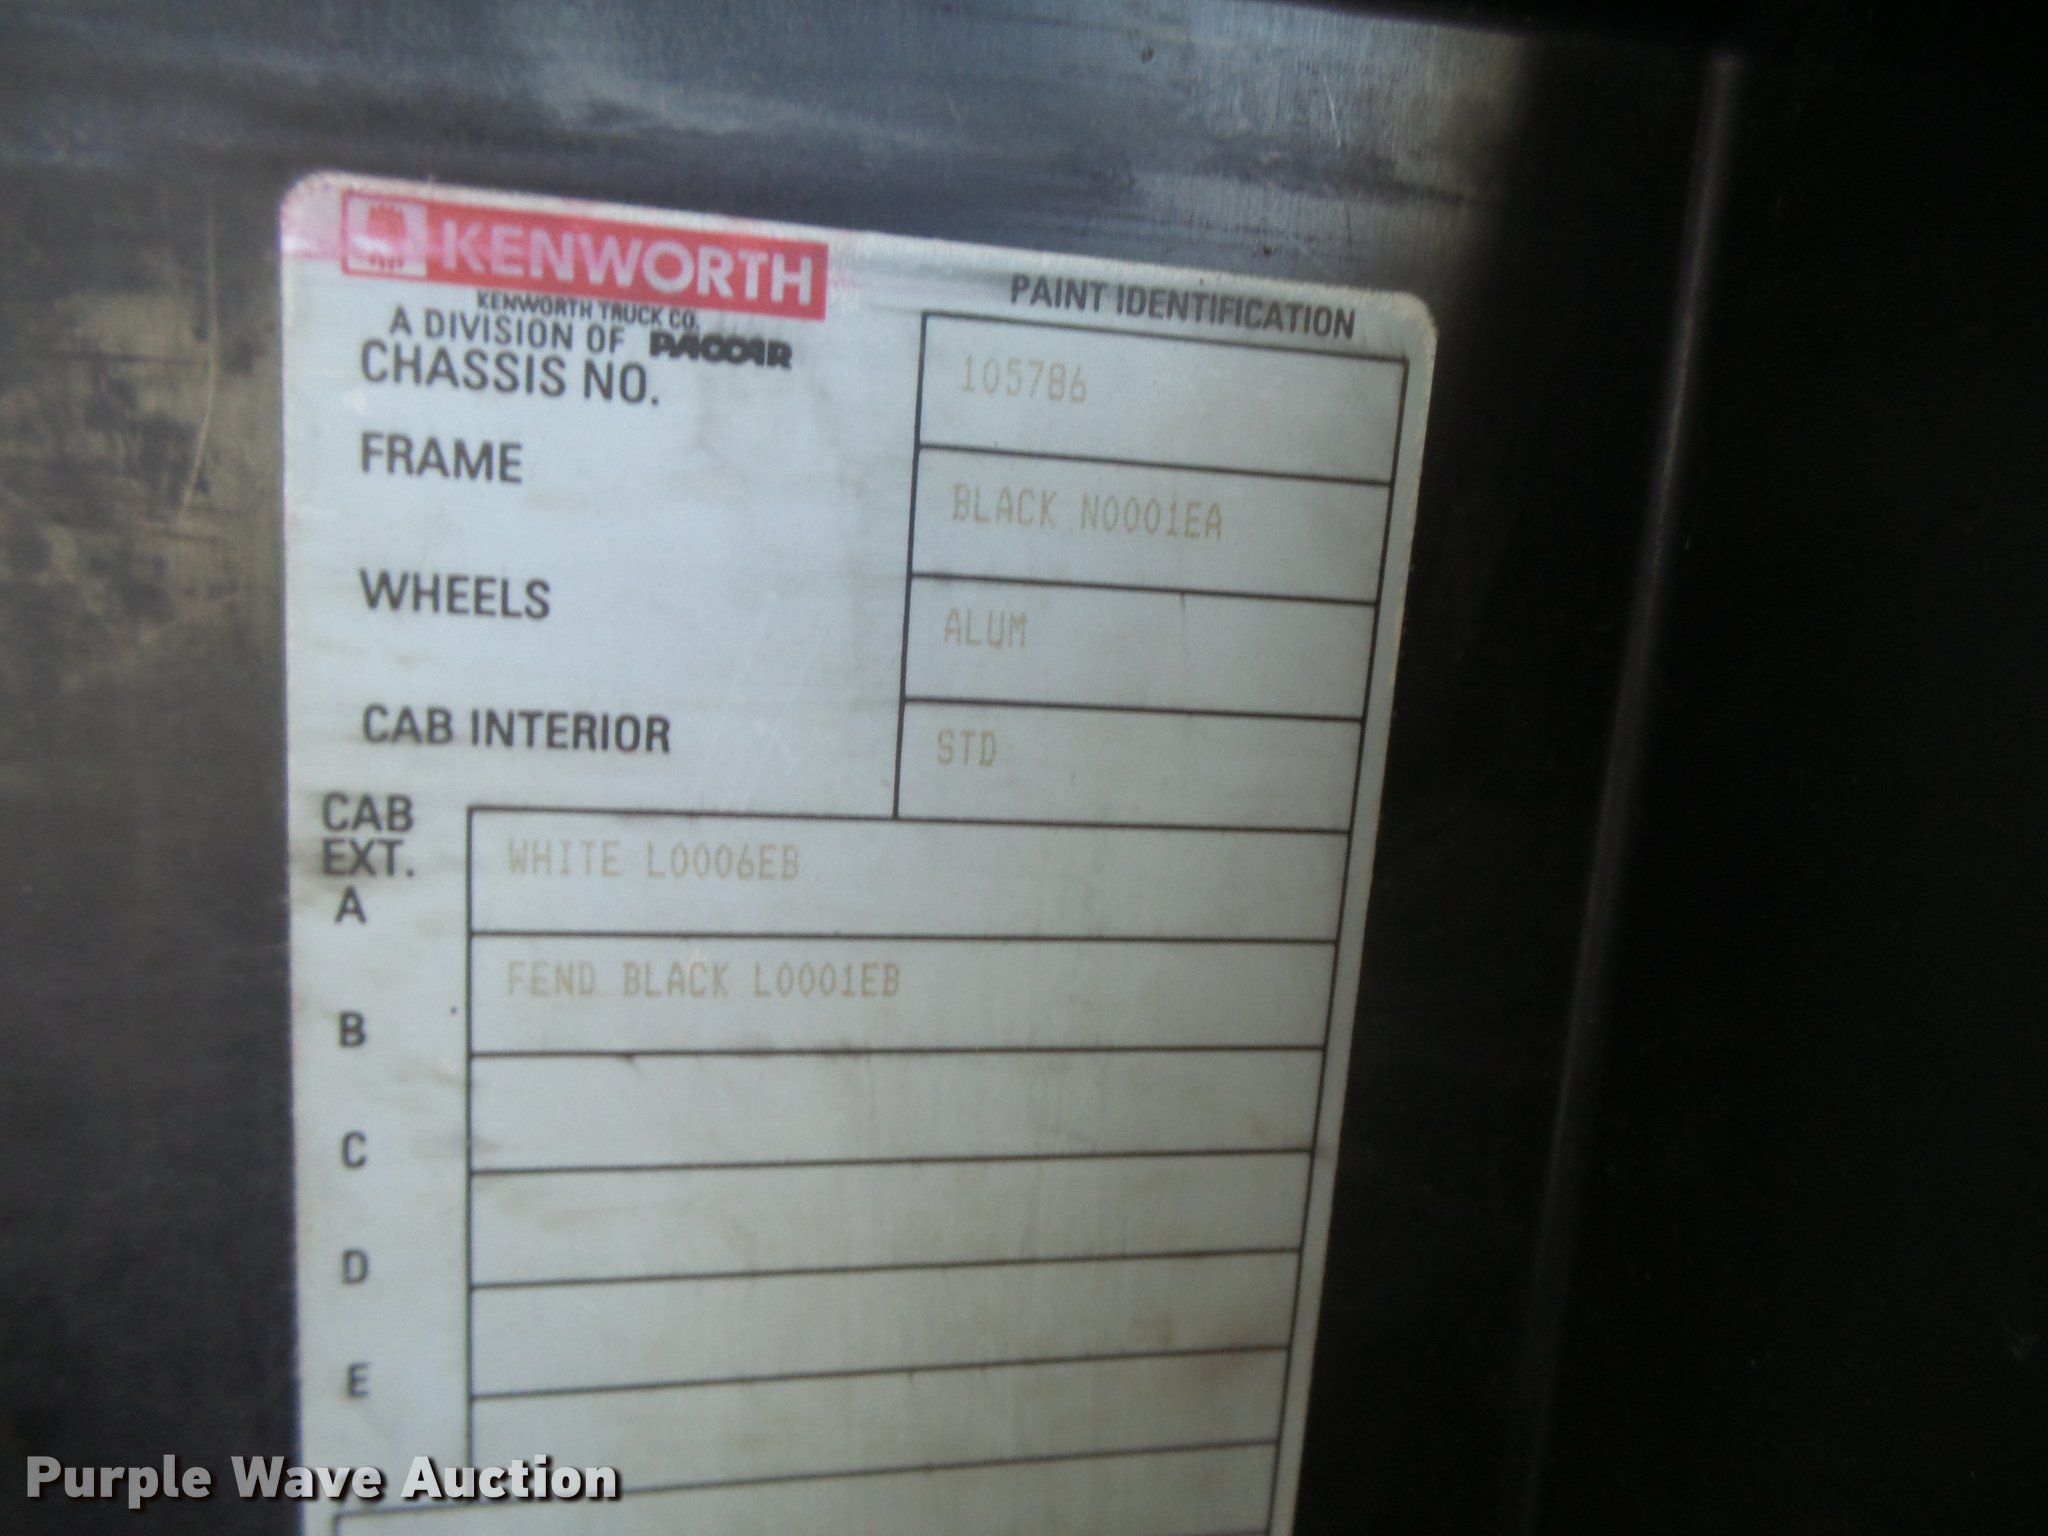 KENWORTH
KENWORTH TRUCK CO.
A DIVISION OF PACCAR
PAINT IDENTIFICATION
CHASSIS NO. 105786
FRAME BLACK N0001EA
WHEELS ALUM
CAB INTERIOR STD
CAB
EXT.
A WHITE L0006EB
B FEND BLACK L0001EB
C
D
E
Purple Wave Auction